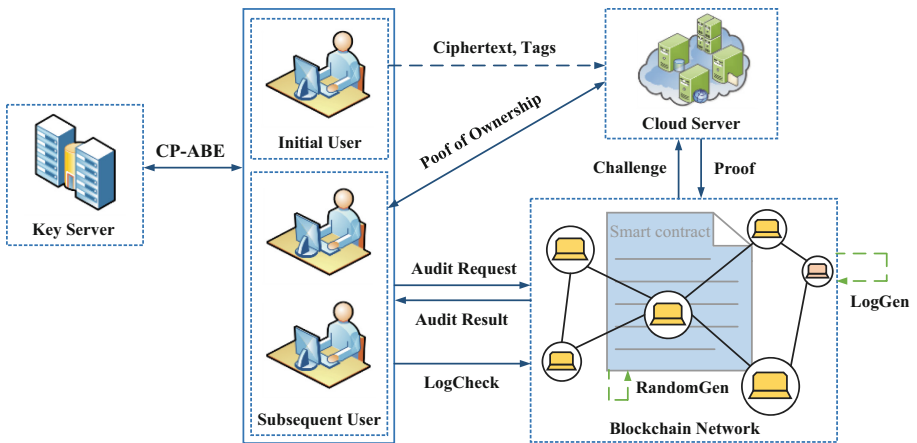 Ciphertext, Tags
Initial User
Cloud Server
Poof of Ownership
CP-ABE
Key Server
Challenge
Proof
Smart contract
Audit Request
Audit Result
LogGen
LogCheck
RandomGen
Subsequent User
Blockchain Network